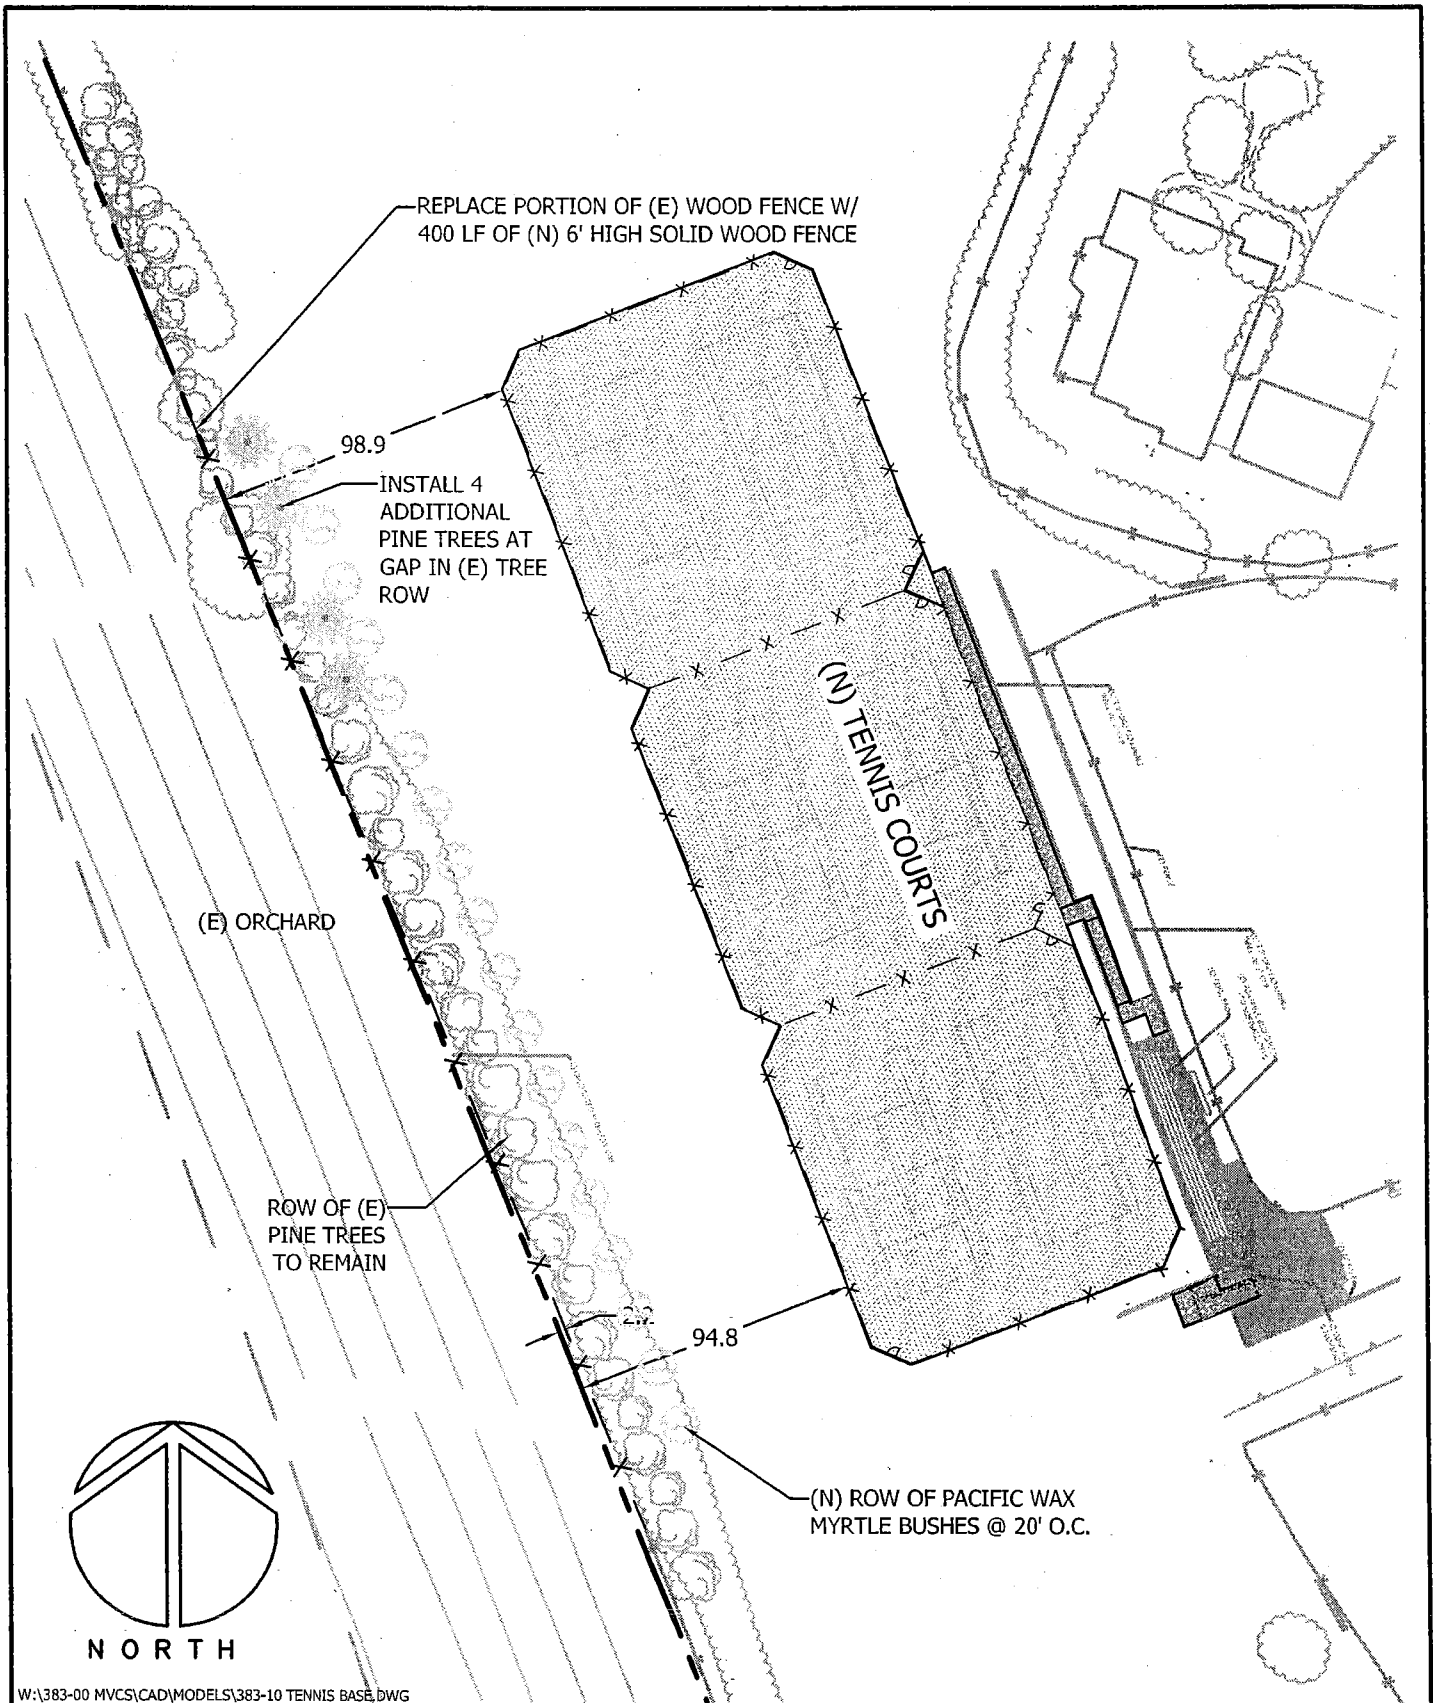 REPLACE PORTION OF (E) WOOD FENCE W/
400 LF OF (N) 6' HIGH SOLID WOOD FENCE
98.9
INSTALL 4
ADDITIONAL
PINE TREES AT
GAP IN (E) TREE
ROW
(N) TENNIS COURTS
(E) ORCHARD
ROW OF (E)
PINE TREES
TO REMAIN
2.2
94.8
(N) ROW OF PACIFIC WAX
MYRTLE BUSHES @ 20' O.C.
NORTH
W:\383-00 MVCS\CAD\MODELS\383-10 TENNIS BASE.DWG